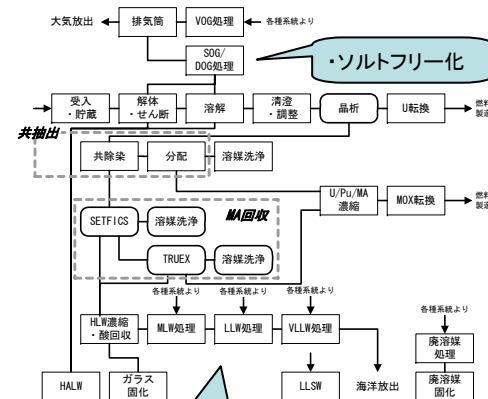 大気放出
排気筒
VOG処理
各種系統より
SOG/
DOG処理
・ソルトフリー化
受入
・貯蔵
解体
・せん断
溶解
清澄
・調整
晶析
U転換
燃料
製造
共抽出
共除染
分配
溶媒洗浄
U/Pu/MA
濃縮
MOX転換
燃料
製造
SETFICS
溶媒洗浄
MA回収
TRUEX
溶媒洗浄
各種系統より
各種系統より
各種系統より
各種系統より
HLW濃縮
・酸回収
MLW処理
LLW処理
VLLW処理
廃溶媒
処理
HALW
ガラス
固化
LLSW
海洋放出
廃溶媒
固化